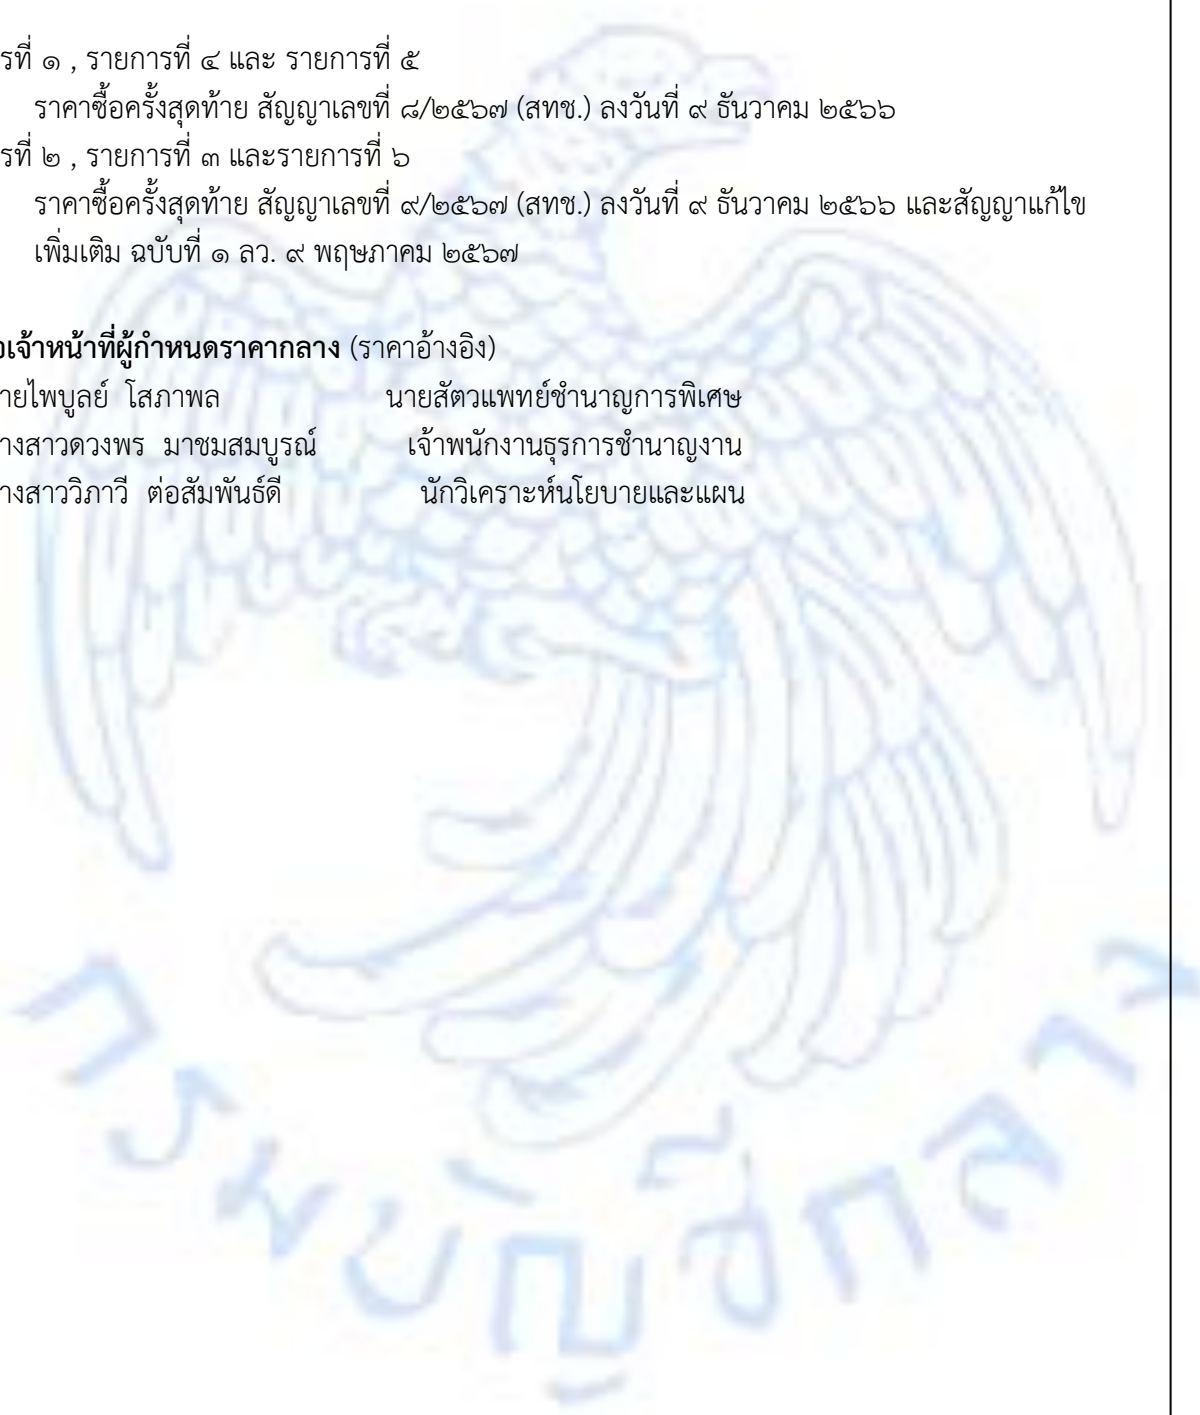 รที่ ๑ , รายการที่ ๔ และ รายการที่ ๕
ราคาซื้อครั้งสุดท้าย สัญญาเลขที่ ๘/๒๕๖๗ (สทช.) ลงวันที่ ๙ ธันวาคม ๒๕๖๖
รที่ ๒ , รายการที่ ๓ และรายการที่ ๖
ราคาซื้อครั้งสุดท้าย สัญญาเลขที่ ๙/๒๕๖๗ (สทช.) ลงวันที่ ๙ ธันวาคม ๒๕๖๖ และสัญญาแก้ไข
เพิ่มเติม ฉบับที่ ๑ ลว. ๙ พฤษภาคม ๒๕๖๗
อเจ้าหน้าที่ผู้กำหนดราคากลาง (ราคาอ้างอิง)
ายไพบูลย์ โสภาพล นายสัตวแพทย์ชำนาญการพิเศษ
างสาวดวงพร มาชมสมบูรณ์ เจ้าพนักงานธุรการชำนาญงาน
างสาววิภาวี ต่อสัมพันธ์ดี นักวิเคราะห์นโยบายและแผน
กรมบัญชีกลาง